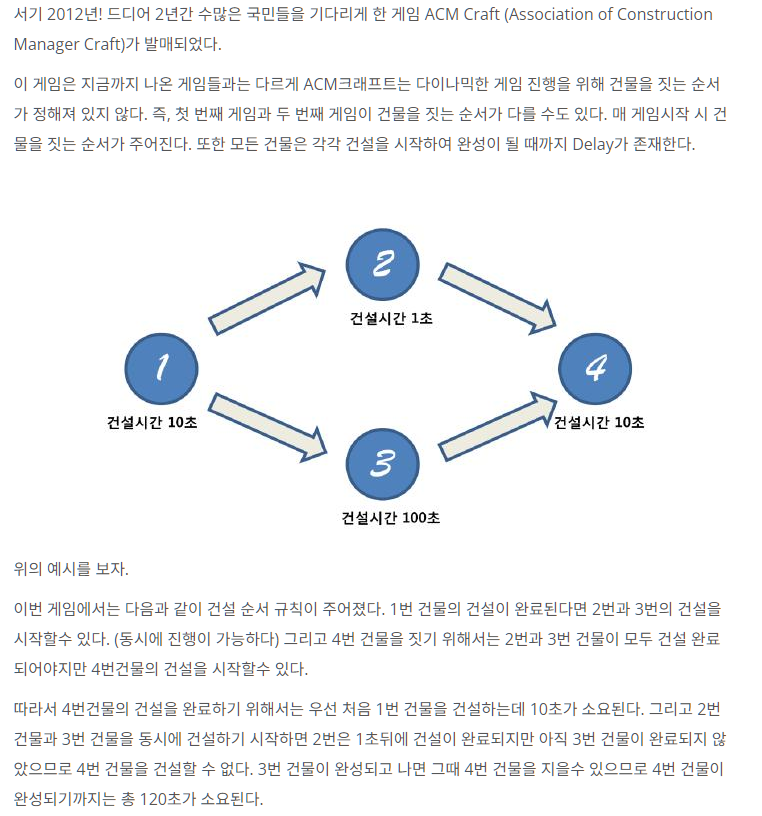 서기 2012년! 드디어 2년간 수많은 국민들을 기다리게 한 게임 ACM Craft (Association of Construction
Manager Craft)가 발매되었다.
이 게임은 지금까지 나온 게임들과는 다르게 ACM크래프트는 다이나믹한 게임 진행을 위해 건물을 짓는 순서
가 정해져 있지 않다. 즉, 첫 번째 게임과 두 번째 게임이 건물을 짓는 순서가 다를 수도 있다. 매 게임시작 시 건
물을 짓는 순서가 주어진다. 또한 모든 건물은 각각 건설을 시작하여 완성이 될 때까지 Delay가 존재한다.
2
건설시간 1초
1
건설시간 10초
4
건설시간 10초
3
건설시간 100초
위의 예시를 보자.
이번 게임에서는 다음과 같이 건설 순서 규칙이 주어졌다. 1번 건물의 건설이 완료된다면 2번과 3번의 건설을
시작할수 있다. (동시에 진행이 가능하다) 그리고 4번 건물을 짓기 위해서는 2번과 3번 건물이 모두 건설 완료
되어야지만 4번건물의 건설을 시작할수 있다.
따라서 4번건물의 건설을 완료하기 위해서는 우선 처음 1번 건물을 건설하는데 10초가 소요된다. 그리고 2번
건물과 3번 건물을 동시에 건설하기 시작하면 2번은 1초뒤에 건설이 완료되지만 아직 3번 건물이 완료되지 않
았으므로 4번 건물을 건설할 수 없다. 3번 건물이 완성되고 나면 그때 4번 건물을 지을수 있으므로 4번 건물이
완성되기까지는 총 120초가 소요된다.